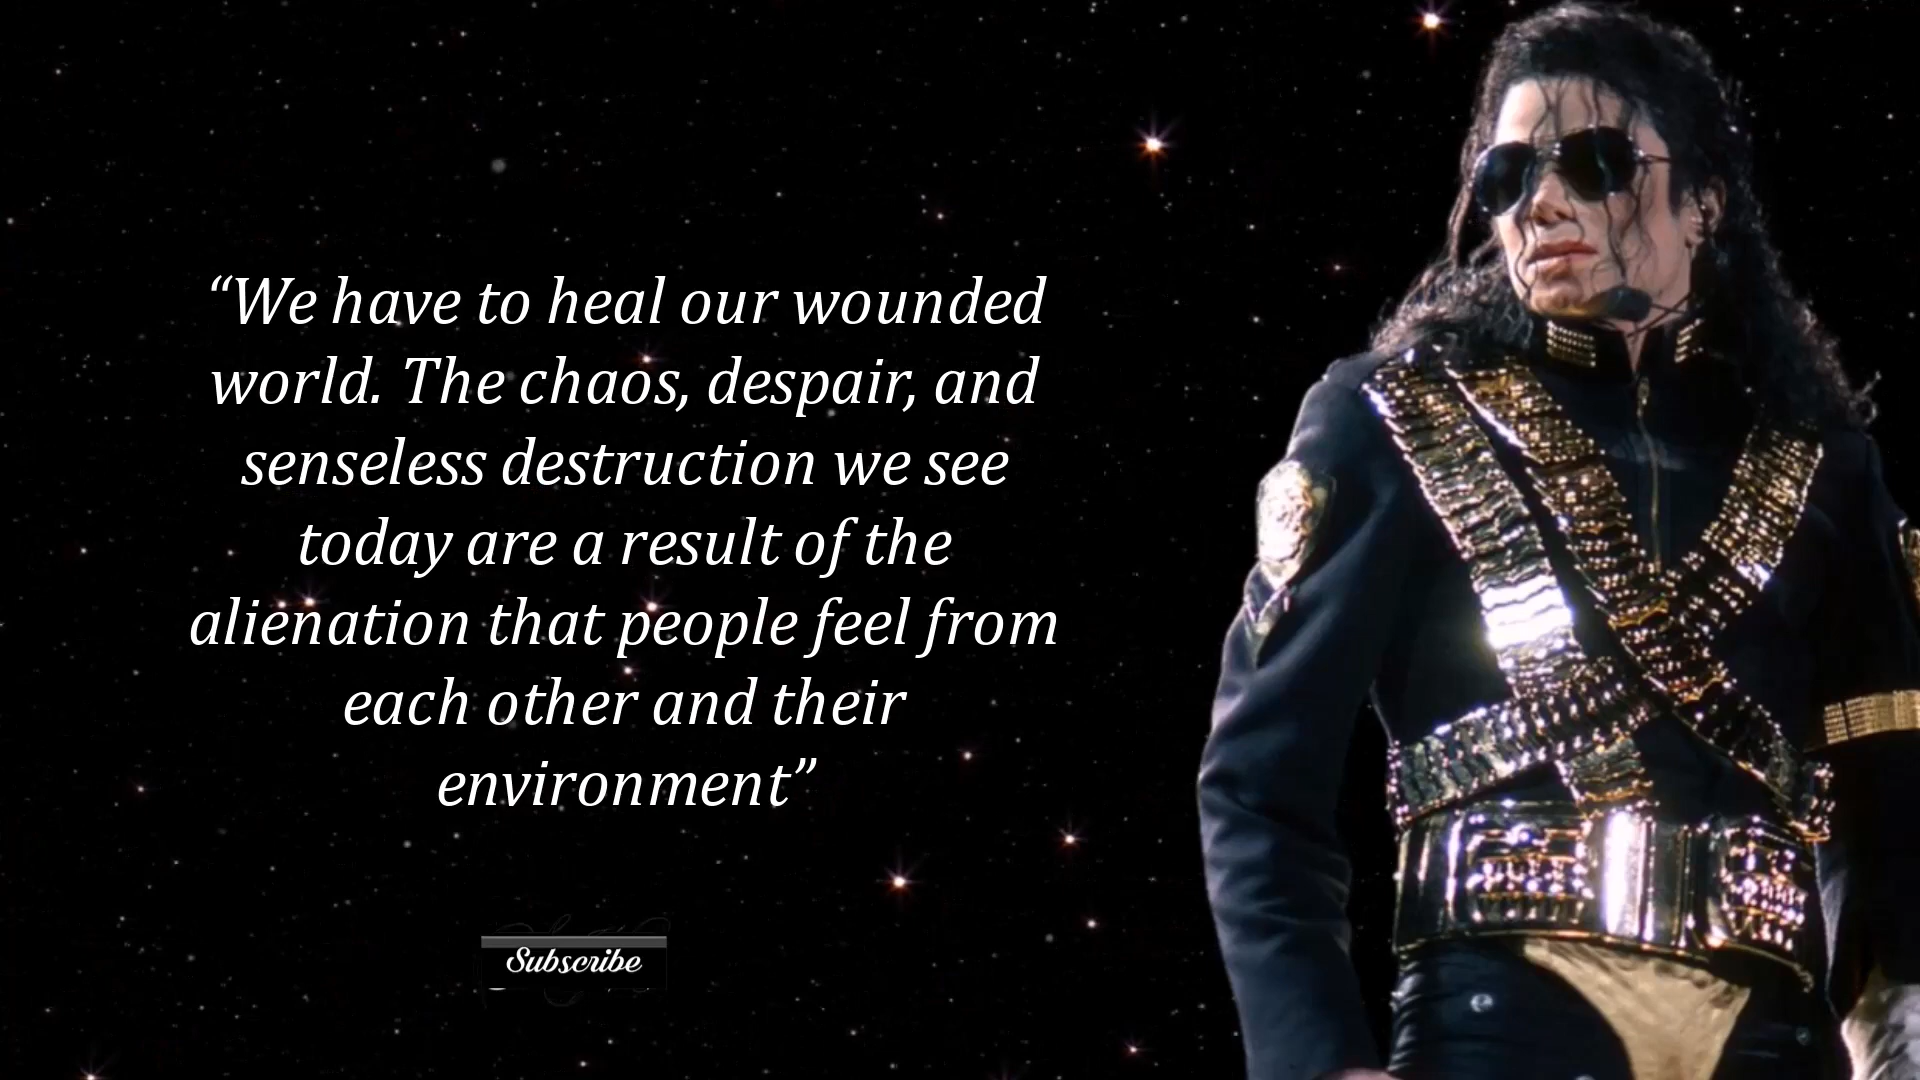 “We have to heal our wounded
world. The chaos, despair, and
senseless destruction we see
today are a result of the
alienation that people feel from
each other and their
environment”
Subscribe